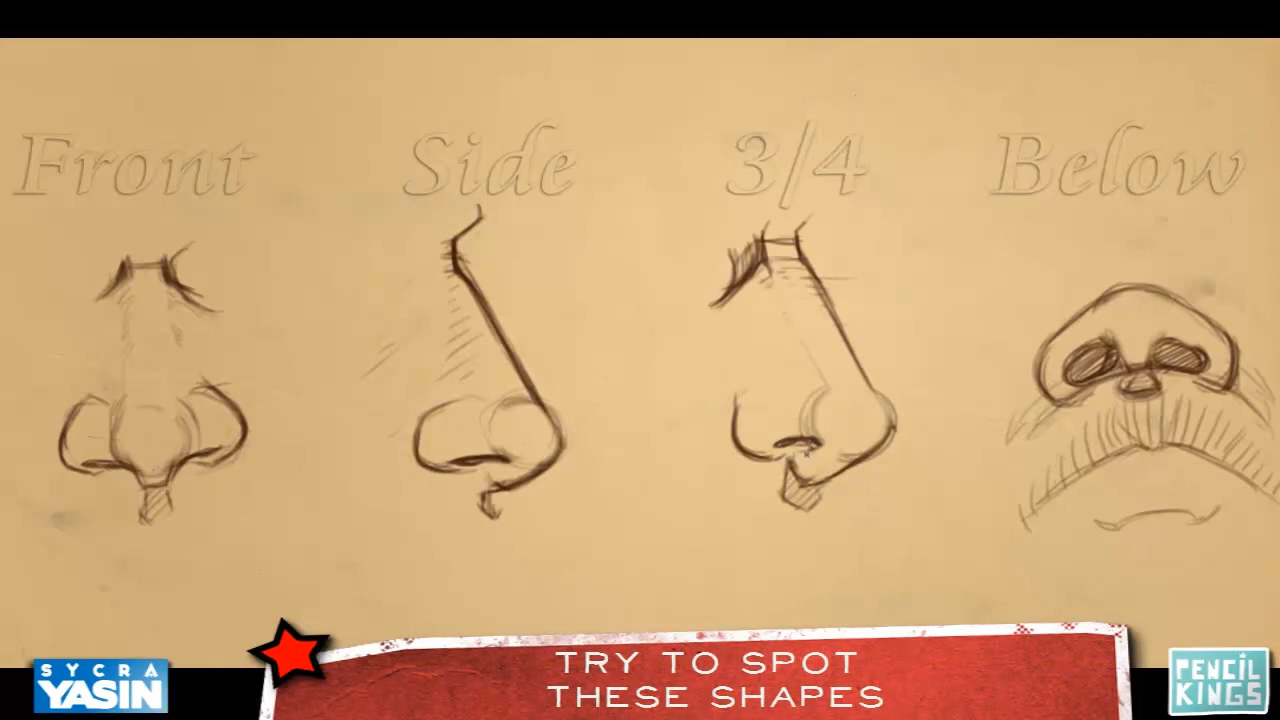 Front
Side
3/4
Below
TRY TO SPOT
THESE SHAPES
SYCRA
YASIN
PENCIL
KINGS